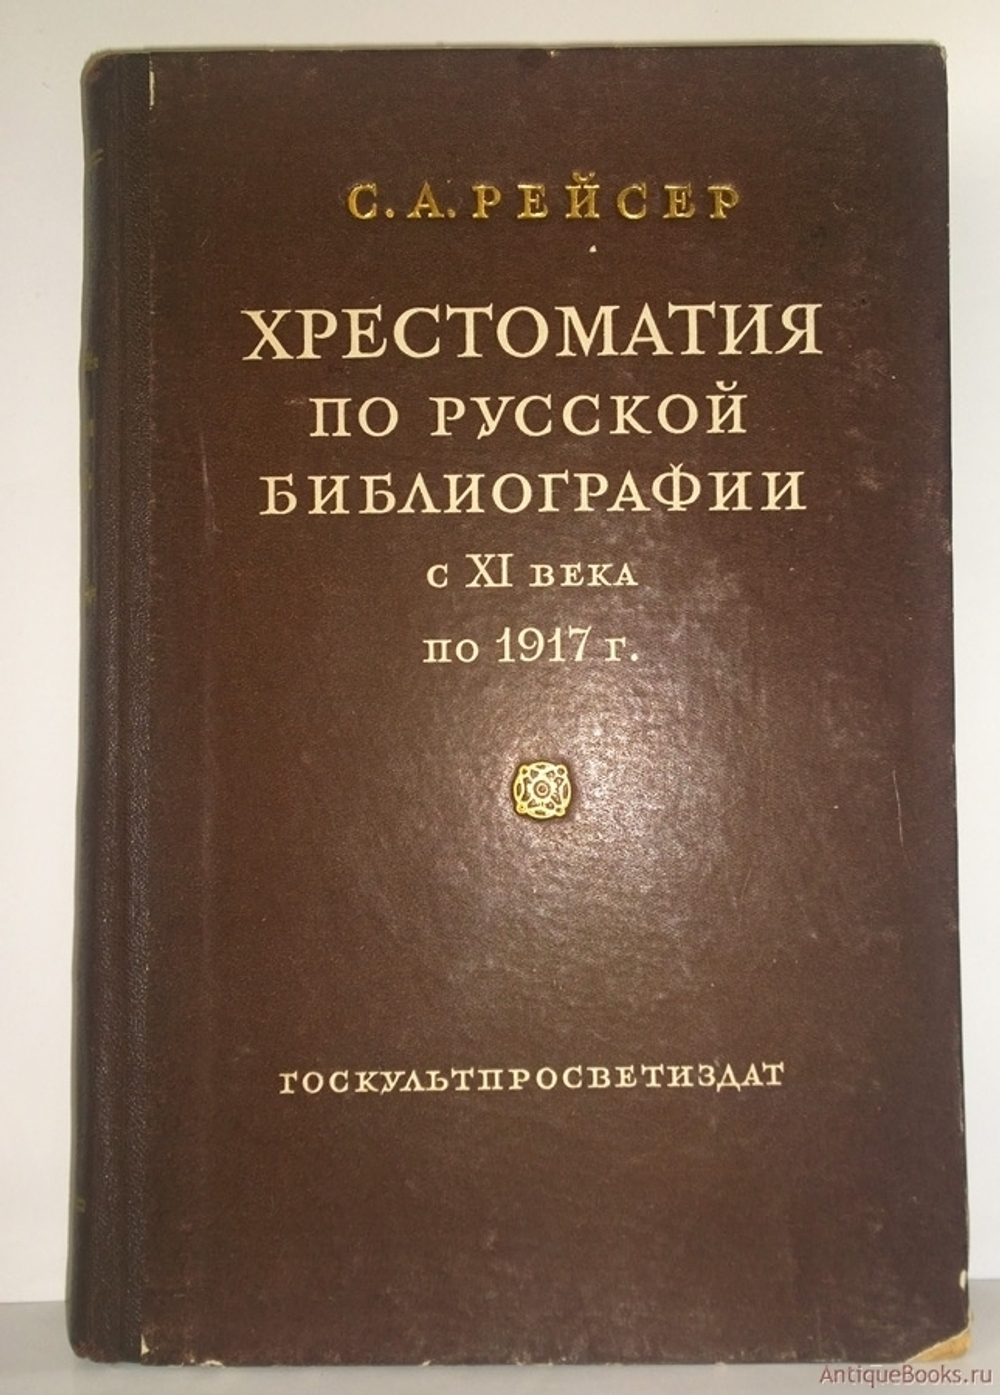 С. А. РЕЙСЕР
ХРЕСТОМАТИЯ
ПО РУССКОЙ
БИБЛИОГРАФИИ
С XI ВЕКА
ПО 1917 Г.
ГОСКУЛЬТПРОСВЕТИЗДАТ
AntiqueBooks.ru